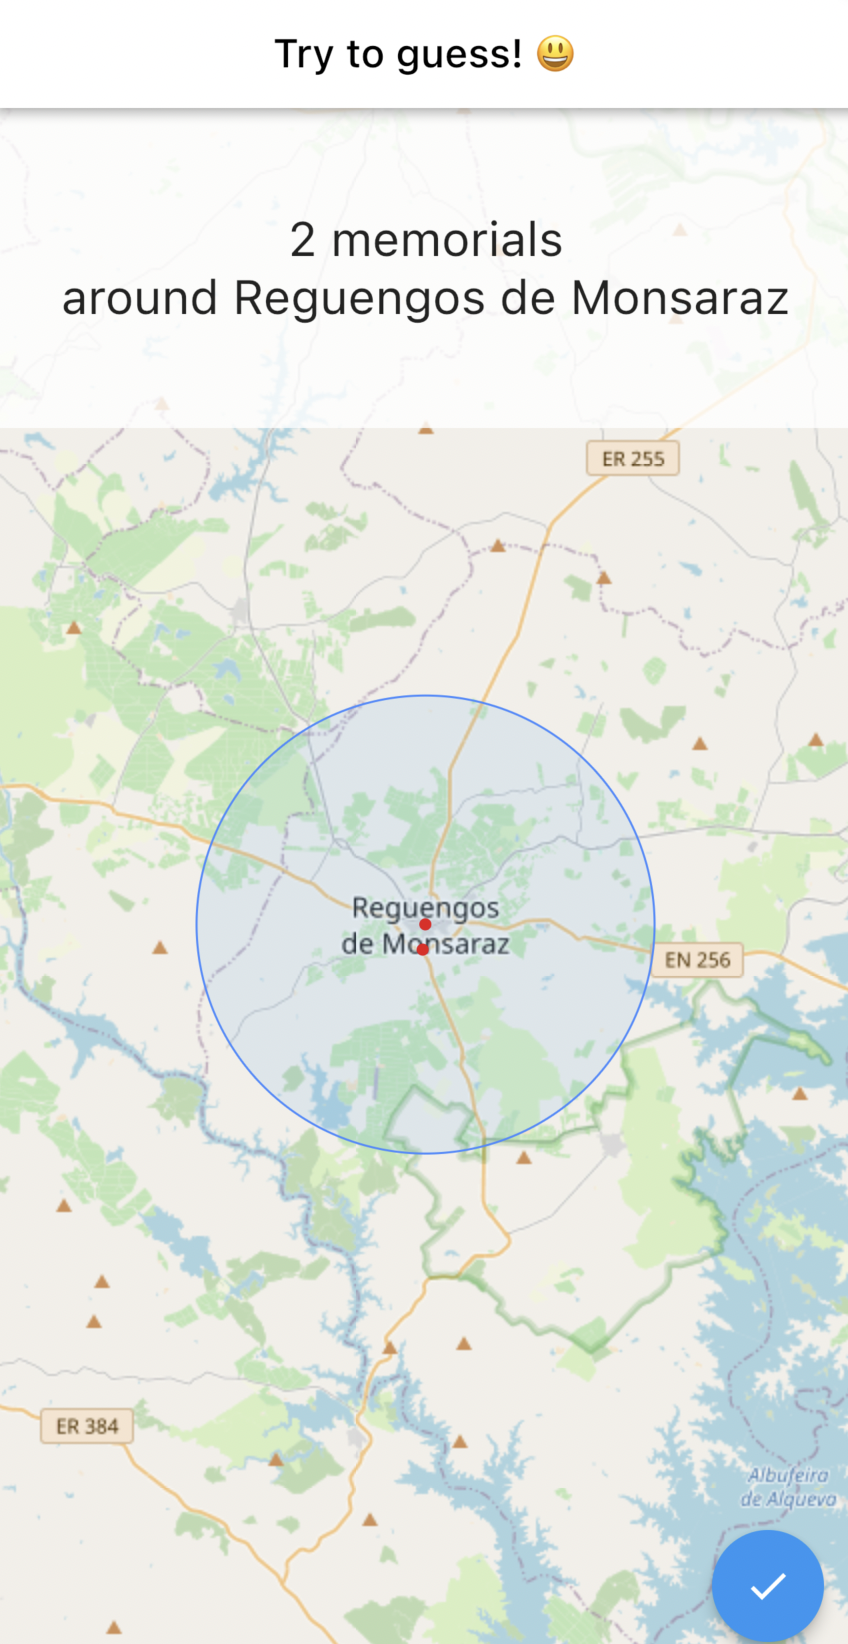 Try to guess! 😃
2 memorials
around Reguengos de Monsaraz
ER 255
Reguengos
de Monsaraz
EN 256
ER 384
Albufeira
de Alqueva